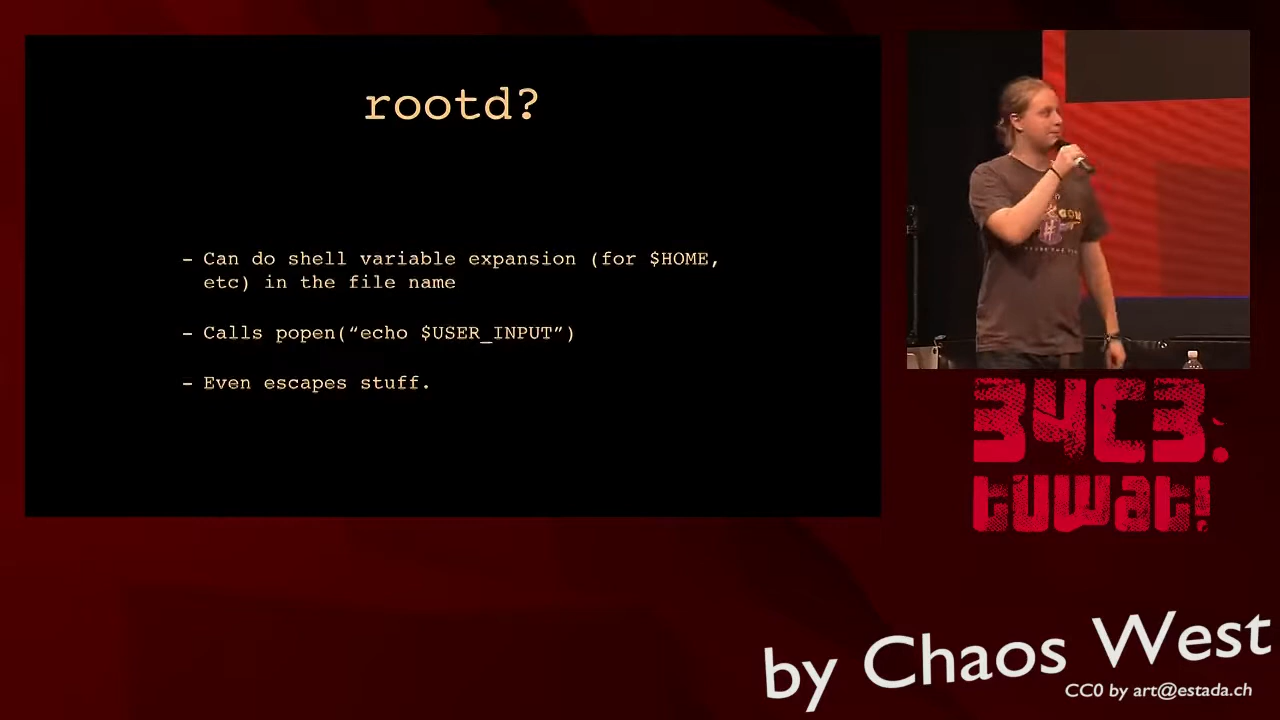 rootd?
- Can do shell variable expansion (for $HOME,
etc) in the file name
- Calls popen(“echo $USER_INPUT”)
- Even escapes stuff.
34C3.
tuwat!
by Chaos West
CC0 by art@estada.ch